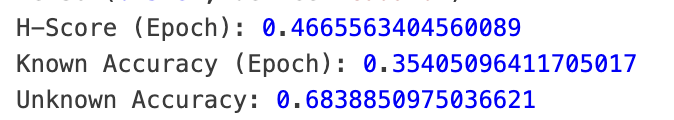 H-Score (Epoch): 0.4665563404560089
Known Accuracy (Epoch): 0.35405096411705017
Unknown Accuracy: 0.6838850975036621